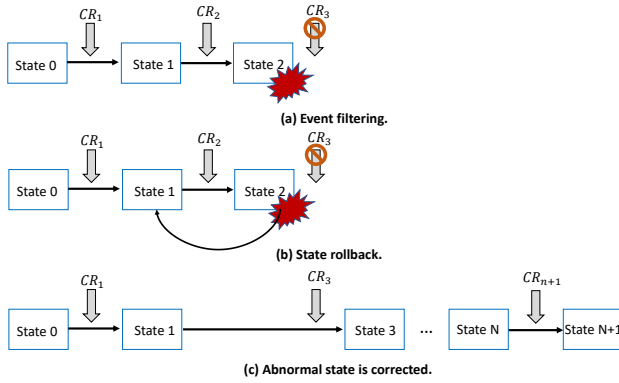 CR1 CR2 CR3
State 0 State 1 State 2
(a) Event filtering.
CR1 CR2 CR3
State 0 State 1 State 2
(b) State rollback.
CR1 CR3 CRn+1
State 0 State 1 State 3 ... State N State N+1
(c) Abnormal state is corrected.